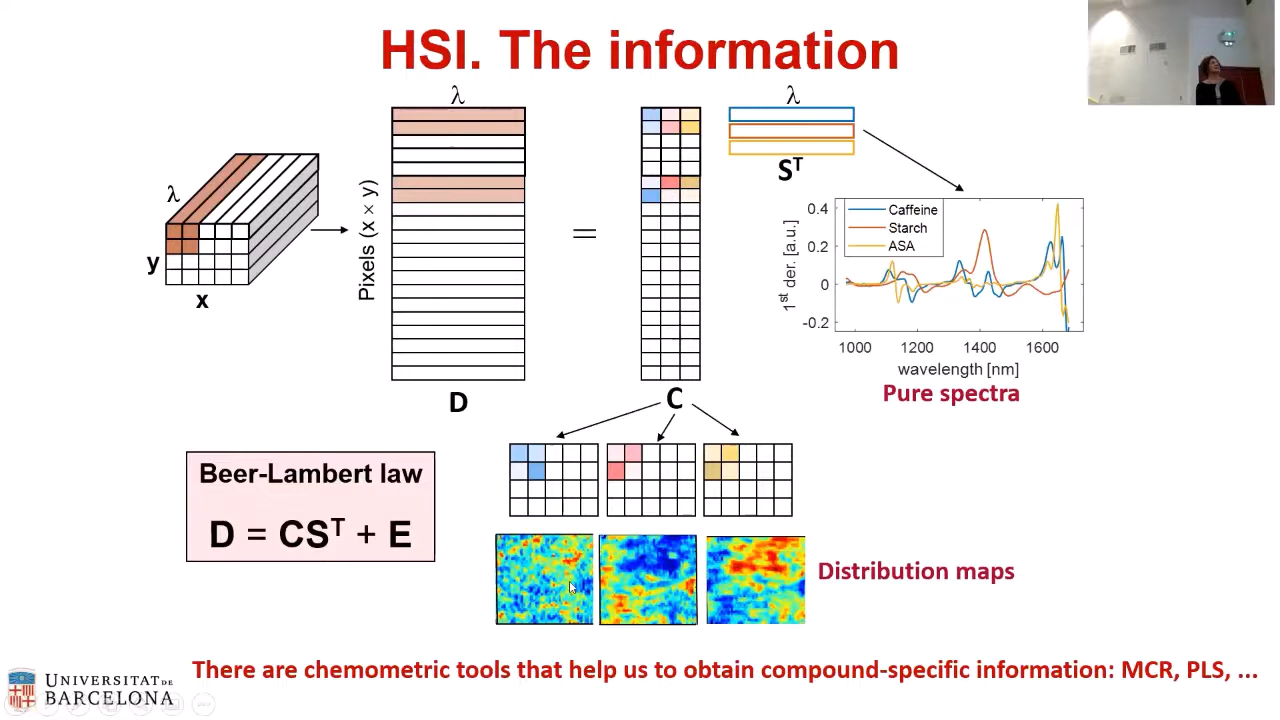 HSI. The information
λ
λ
λ
λ
y
x
Pixels (x × y)
D
=
C
Sᵀ
1st der. [a.u.]
0.4
0.2
0
-0.2
Caffeine
Starch
ASA
1000 1200 1400 1600
wavelength [nm]
Pure spectra
Beer-Lambert law
D = CSᵀ + E
Distribution maps
There are chemometric tools that help us to obtain compound-specific information: MCR, PLS, ...
UNIVERSITAT DE
BARCELONA